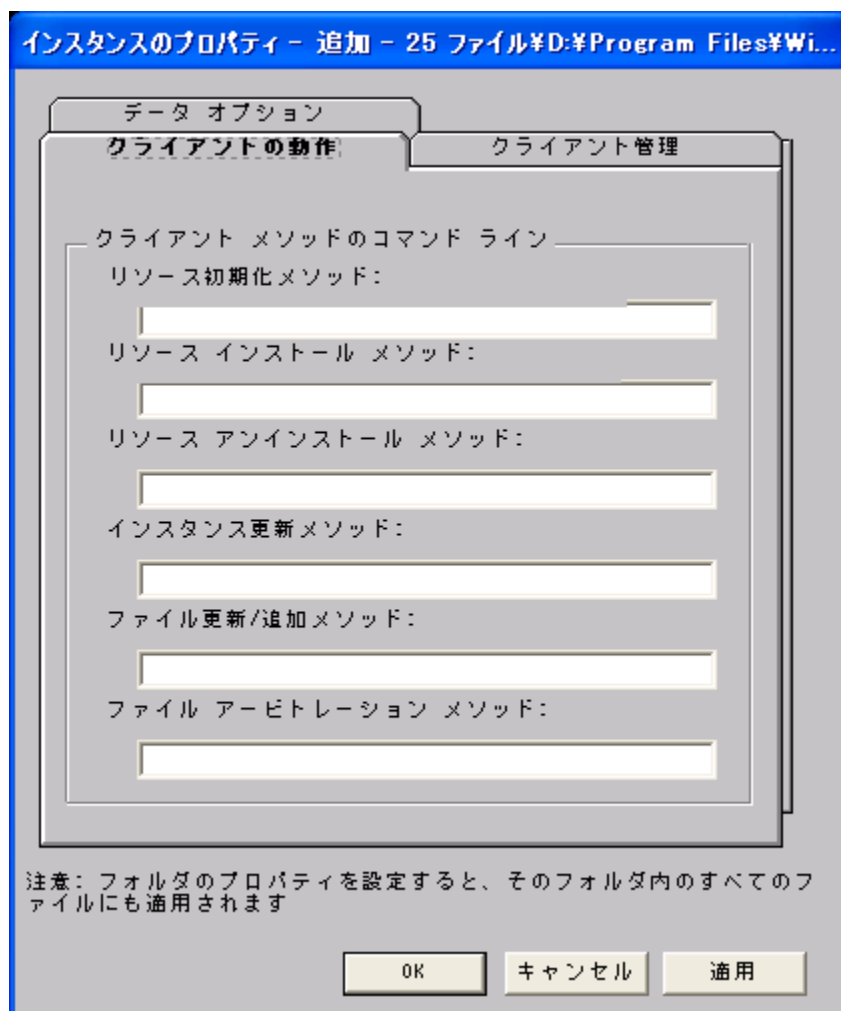 インスタンスのプロパティ - 追加 - 25 ファイル¥D:¥Program Files¥Wi...
データ オプション
クライアントの動作
クライアント管理
クライアント メソッドのコマンド ライン
リソース初期化メソッド:
リソース インストール メソッド:
リソース アンインストール メソッド:
インスタンス更新メソッド:
ファイル更新/追加メソッド:
ファイル アービトレーション メソッド:
注意: フォルダのプロパティを設定すると、そのフォルダ内のすべてのフ
ァイルにも適用されます
OK
キャンセル
適用